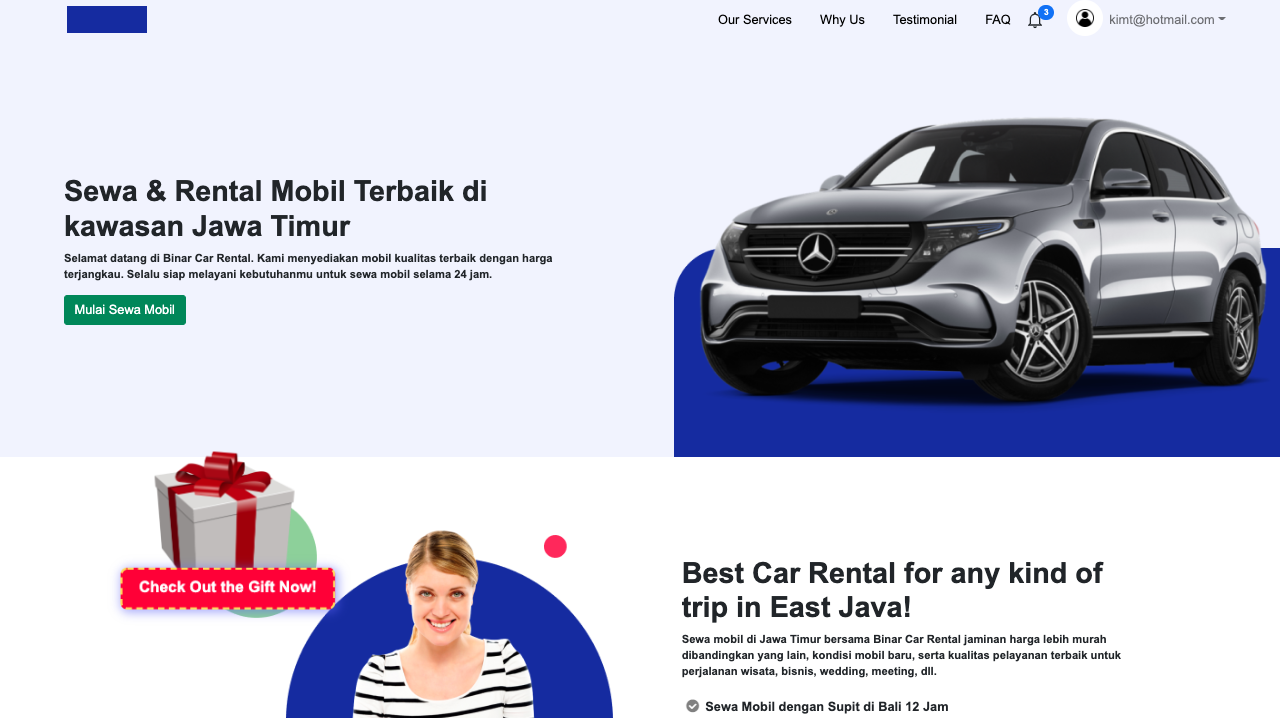 Our Services
Why Us
Testimonial
FAQ
3
kimt@hotmail.com
Sewa & Rental Mobil Terbaik di
kawasan Jawa Timur
Selamat datang di Binar Car Rental. Kami menyediakan mobil kualitas terbaik dengan harga
terjangkau. Selalu siap melayani kebutuhanmu untuk sewa mobil selama 24 jam.
Mulai Sewa Mobil
Check Out the Gift Now!
Best Car Rental for any kind of
trip in East Java!
Sewa mobil di Jawa Timur bersama Binar Car Rental jaminan harga lebih murah
dibandingkan yang lain, kondisi mobil baru, serta kualitas pelayanan terbaik untuk
perjalanan wisata, bisnis, wedding, meeting, dll.
Sewa Mobil dengan Supit di Bali 12 Jam